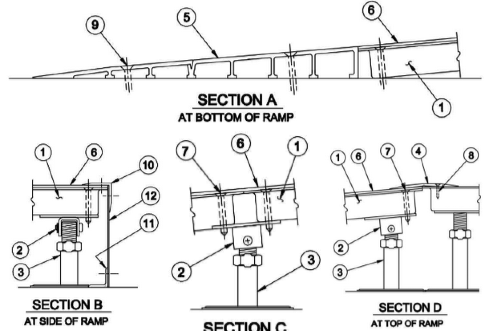 9 5 6
1
SECTION A
AT BOTTOM OF RAMP
1 6 10
12
11
2
3
SECTION B
AT SIDE OF RAMP
7 6 1
2
3
SECTION C
1 6 7 4 8
2
3
SECTION D
AT TOP OF RAMP